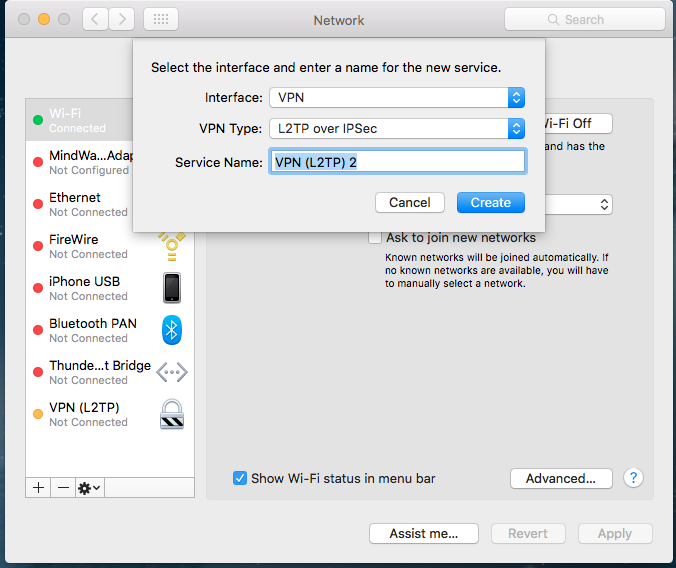 Network
Search
Select the interface and enter a name for the new service.
Interface: VPN
VPN Type: L2TP over IPSec
Service Name: VPN (L2TP) 2
Cancel Create
Wi-Fi
Connected
MindWa...Adap
Not Configured
Ethernet
Not Connected
FireWire
Not Connected
iPhone USB
Not Connected
Bluetooth PAN
Not Connected
Thunde...t Bridge
Not Connected
VPN (L2TP)
Not Connected
Wi-Fi Off
and has the
Ask to join new networks
Known networks will be joined automatically. If
no known networks are available, you will have
to manually select a network.
Show Wi-Fi status in menu bar
Advanced...
?
Assist me... Revert Apply